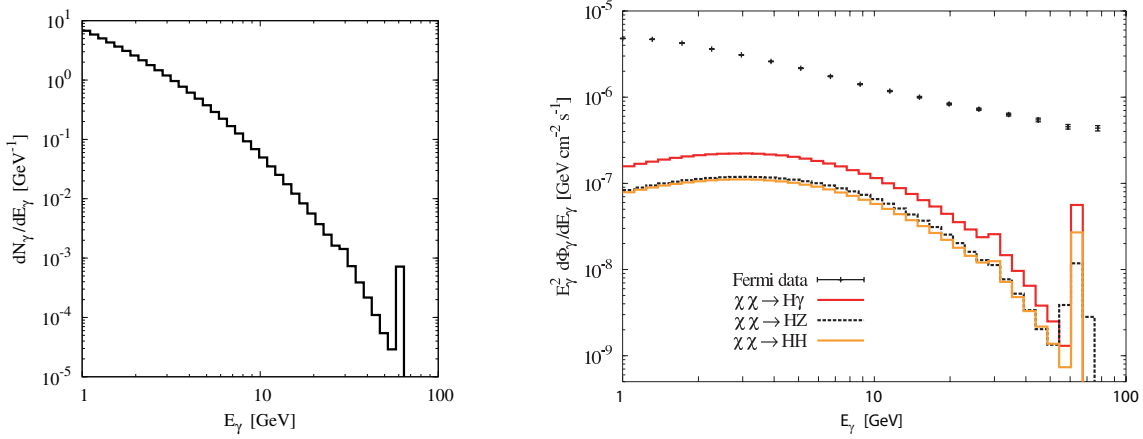 10^1
10^0
10^-1
10^-2
10^-3
10^-4
10^-5
dN_γ/dE_γ [GeV^-1]
1 10 100
E_γ [GeV]
10^-5
10^-6
10^-7
10^-8
10^-9
E_γ^2 dΦ_γ/dE_γ [GeV cm^-2 s^-1]
Fermi data
χ χ → Hγ
χ χ → HZ
χ χ → HH
1 10 100
E_γ [GeV]